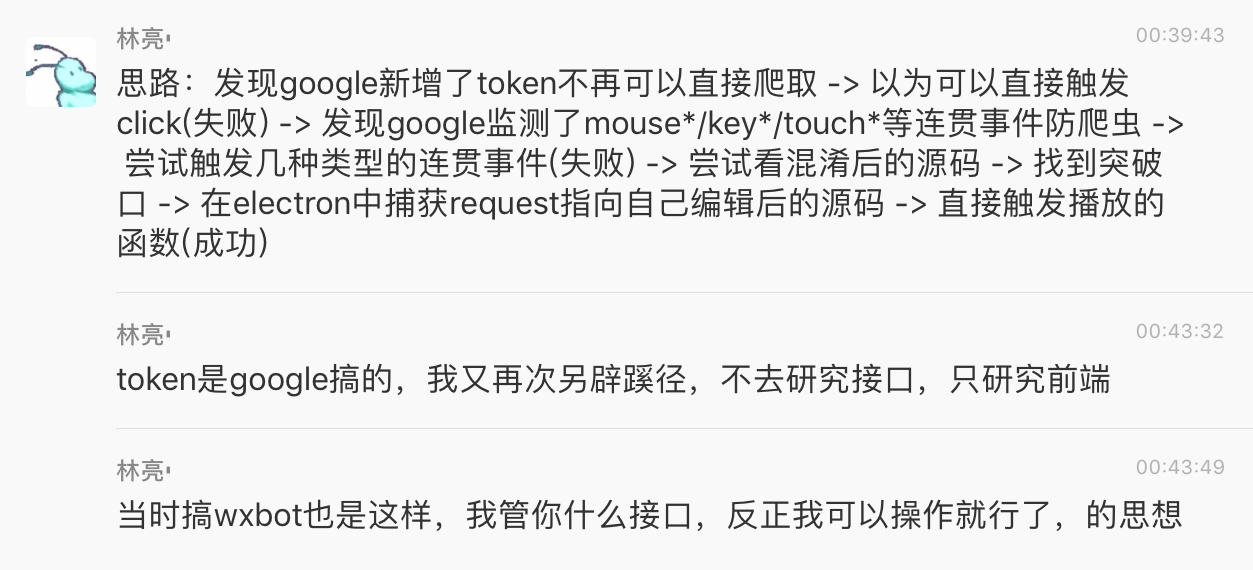 林亮·
00:39:43
思路：发现google新增了token不再可以直接爬取 -> 以为可以直接触发
click(失败) -> 发现google监测了mouse*/key*/touch*等连贯事件防爬虫 ->
尝试触发几种类型的连贯事件(失败) -> 尝试看混淆后的源码 -> 找到突破
口 -> 在electron中捕获request指向自己编辑后的源码 -> 直接触发播放的
函数(成功)
林亮·
00:43:32
token是google搞的，我又再次另辟蹊径，不去研究接口，只研究前端
林亮·
00:43:49
当时搞wxbot也是这样，我管你什么接口，反正我可以操作就行了，的思想